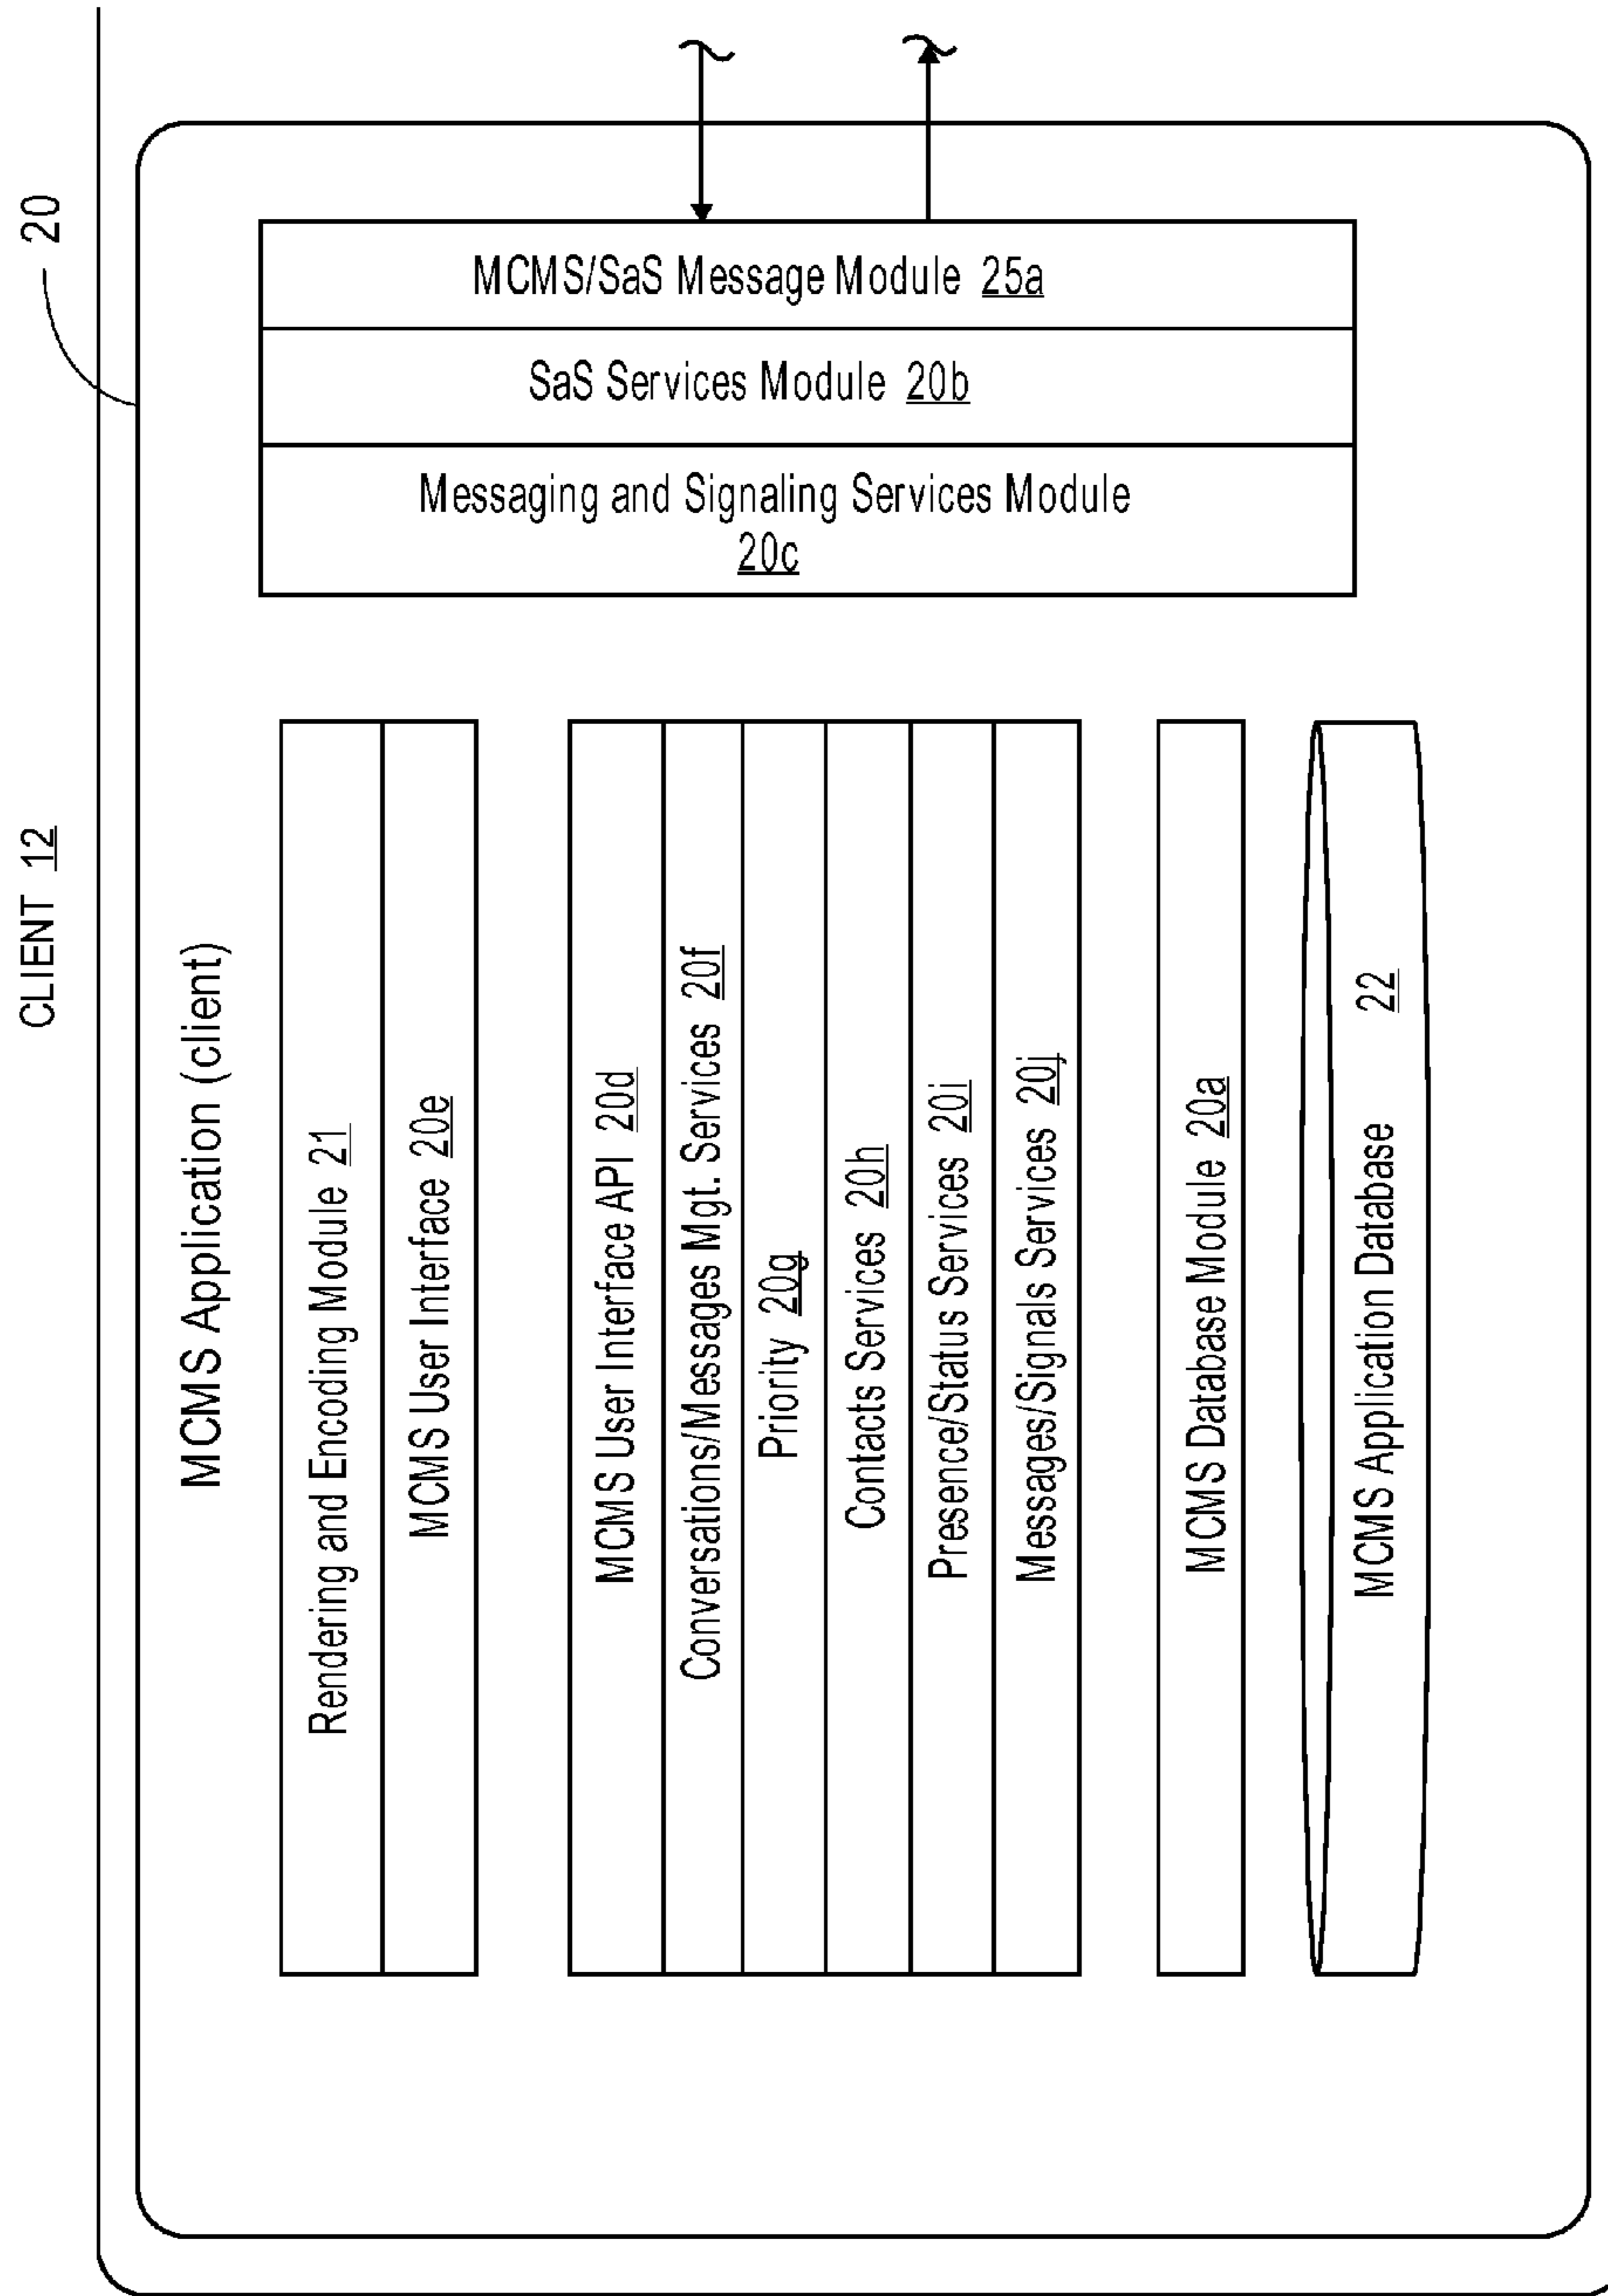 CLIENT 12
20
MCMS Application (client)
Rendering and Encoding Module 21
MCMS User Interface 20e
MCMS User Interface API 20d
Conversations/Messages Mgt. Services 20f
Priority 20g
Contacts Services 20h
Presence/Status Services 20i
Messages/Signals Services 20j
MCMS Database Module 20a
MCMS Application Database 22
MCMS/SaS Message Module 25a
SaS Services Module 20b
Messaging and Signaling Services Module
20c